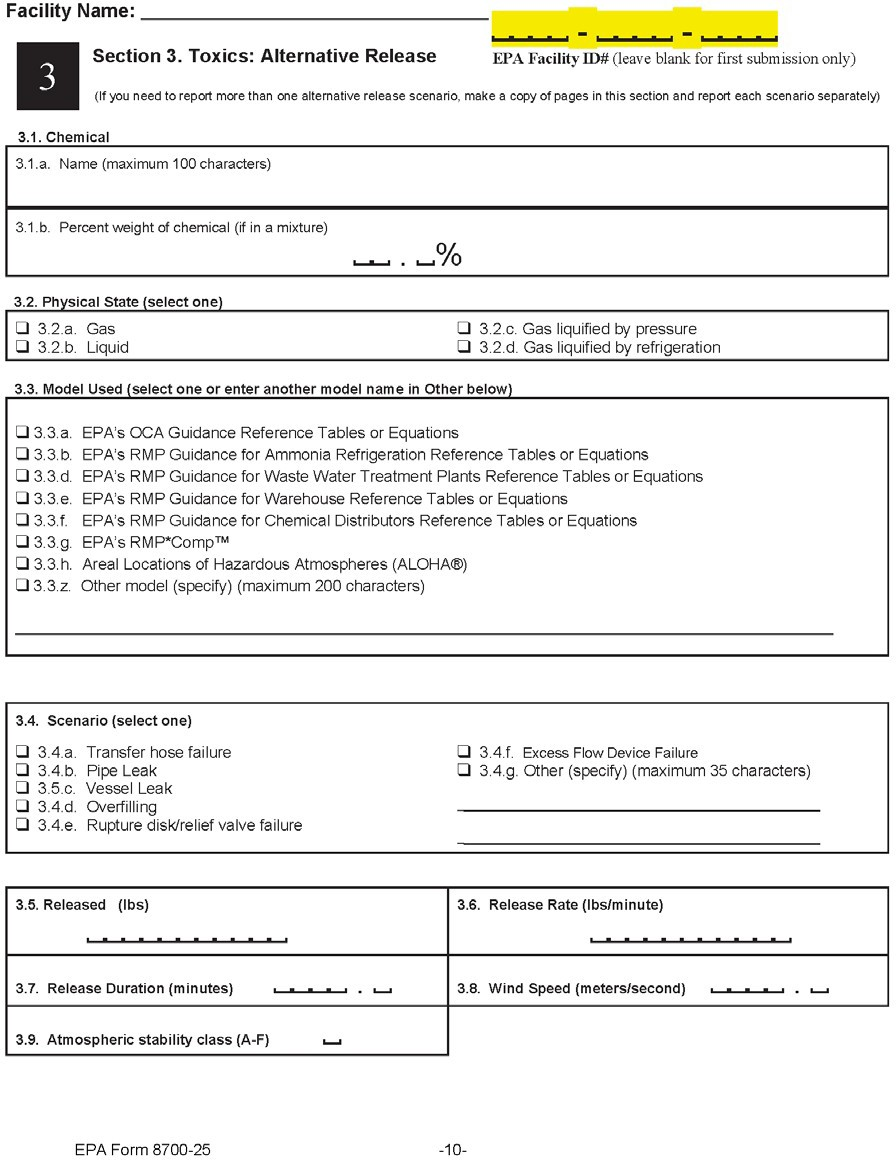 Facility Name:
3
Section 3. Toxics: Alternative Release
EPA Facility ID# (leave blank for first submission only)
(If you need to report more than one alternative release scenario, make a copy of pages in this section and report each scenario separately)
3.1. Chemical
3.1.a. Name (maximum 100 characters)
3.1.b. Percent weight of chemical (if in a mixture)
. %
3.2. Physical State (select one)
❑ 3.2.a. Gas
❑ 3.2.b. Liquid
❑ 3.2.c. Gas liquified by pressure
❑ 3.2.d. Gas liquified by refrigeration
3.3. Model Used (select one or enter another model name in Other below)
❑ 3.3.a. EPA's OCA Guidance Reference Tables or Equations
❑ 3.3.b. EPA's RMP Guidance for Ammonia Refrigeration Reference Tables or Equations
❑ 3.3.d. EPA's RMP Guidance for Waste Water Treatment Plants Reference Tables or Equations
❑ 3.3.e. EPA's RMP Guidance for Warehouse Reference Tables or Equations
❑ 3.3.f. EPA's RMP Guidance for Chemical Distributors Reference Tables or Equations
❑ 3.3.g. EPA's RMP*Comp™
❑ 3.3.h. Areal Locations of Hazardous Atmospheres (ALOHA®)
❑ 3.3.z. Other model (specify) (maximum 200 characters)
3.4. Scenario (select one)
❑ 3.4.a. Transfer hose failure
❑ 3.4.b. Pipe Leak
❑ 3.5.c. Vessel Leak
❑ 3.4.d. Overfilling
❑ 3.4.e. Rupture disk/relief valve failure
❑ 3.4.f. Excess Flow Device Failure
❑ 3.4.g. Other (specify) (maximum 35 characters)
3.5. Released (lbs)
3.6. Release Rate (lbs/minute)
3.7. Release Duration (minutes) .
3.8. Wind Speed (meters/second) .
3.9. Atmospheric stability class (A-F)
EPA Form 8700-25
-10-